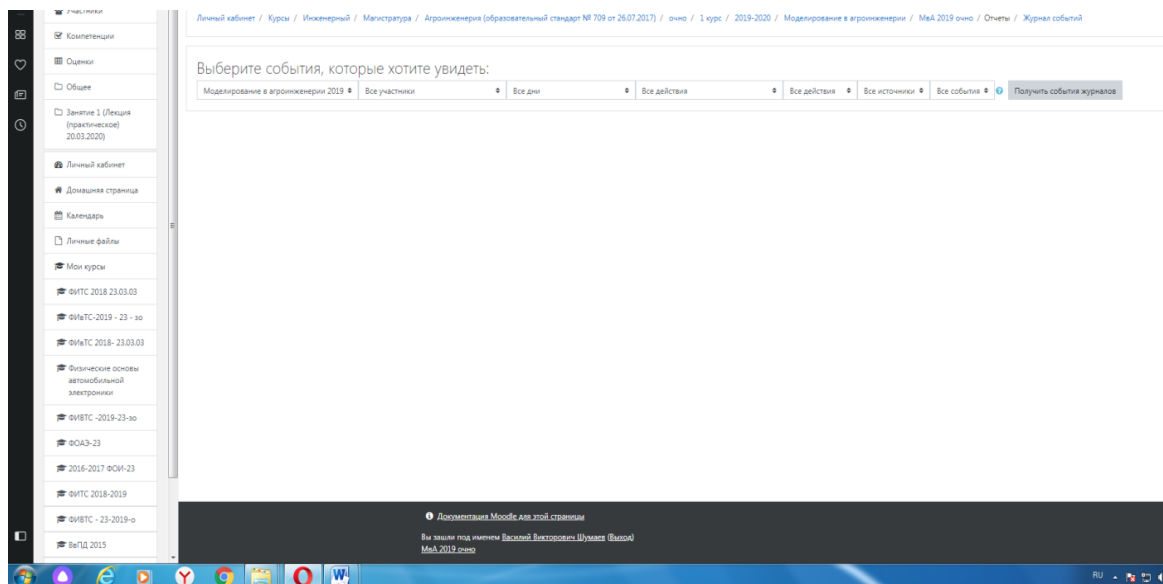 Участники
Компетенции
Оценки
Общее
Занятие 1 (Лекция
(практическое)
20.03.2020)
Личный кабинет
Домашняя страница
Календарь
Личные файлы
Мои курсы
ФИТС 2018 23.03.03
ФИвТС-2019 - 23 - зо
ФИвТС 2018- 23.03.03
Физические основы
автомобильной
электроники
ФИВТС -2019-23-зо
ФОАЭ-23
2016-2017 ФОИ-23
ФИТС 2018-2019
ФИВТС - 23-2019-о
ВвПД 2015
Личный кабинет / Курсы / Инженерный / Магистратура / Агроинженерия (образовательный стандарт № 709 от 26.07.2017) / очно / 1 курс / 2019-2020 / Моделирование в агроинженерии / МвА 2019 очно / Отчеты / Журнал событий
Выберите события, которые хотите увидеть:
Моделирование в агроинженерии 2019 Все участники Все дни Все действия Все действия Все источники Все события Получить события журналов
Документация Moodle для этой страницы
Вы зашли под именем Василий Викторович Шумаев (Выход)
МвА 2019 очно
RU